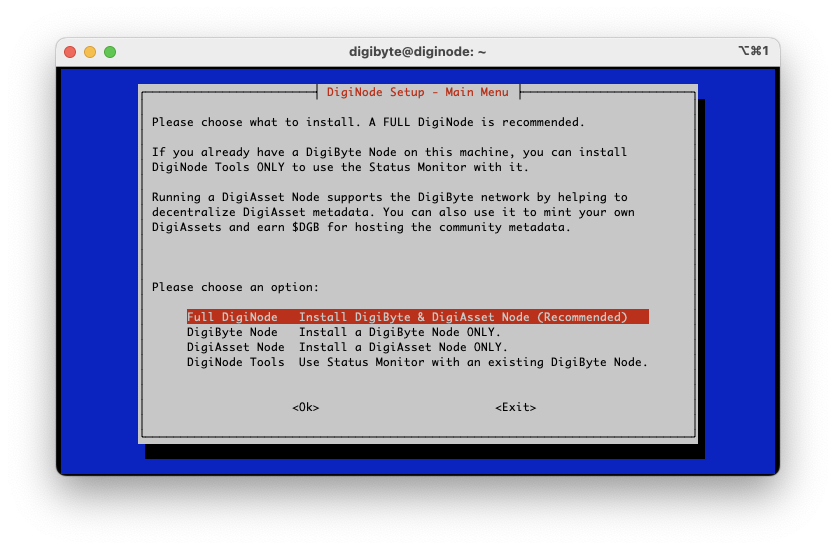 digibyte@diginode: ~
⌥⌘1
DigiNode Setup - Main Menu
Please choose what to install. A FULL DigiNode is recommended.
If you already have a DigiByte Node on this machine, you can install
DigiNode Tools ONLY to use the Status Monitor with it.
Running a DigiAsset Node supports the DigiByte network by helping to
decentralize DigiAsset metadata. You can also use it to mint your own
DigiAssets and earn $DGB for hosting the community metadata.
Please choose an option:
Full DigiNode Install DigiByte & DigiAsset Node (Recommended)
DigiByte Node Install a DigiByte Node ONLY.
DigiAsset Node Install a DigiAsset Node ONLY.
DigiNode Tools Use Status Monitor with an existing DigiByte Node.
<Ok> <Exit>